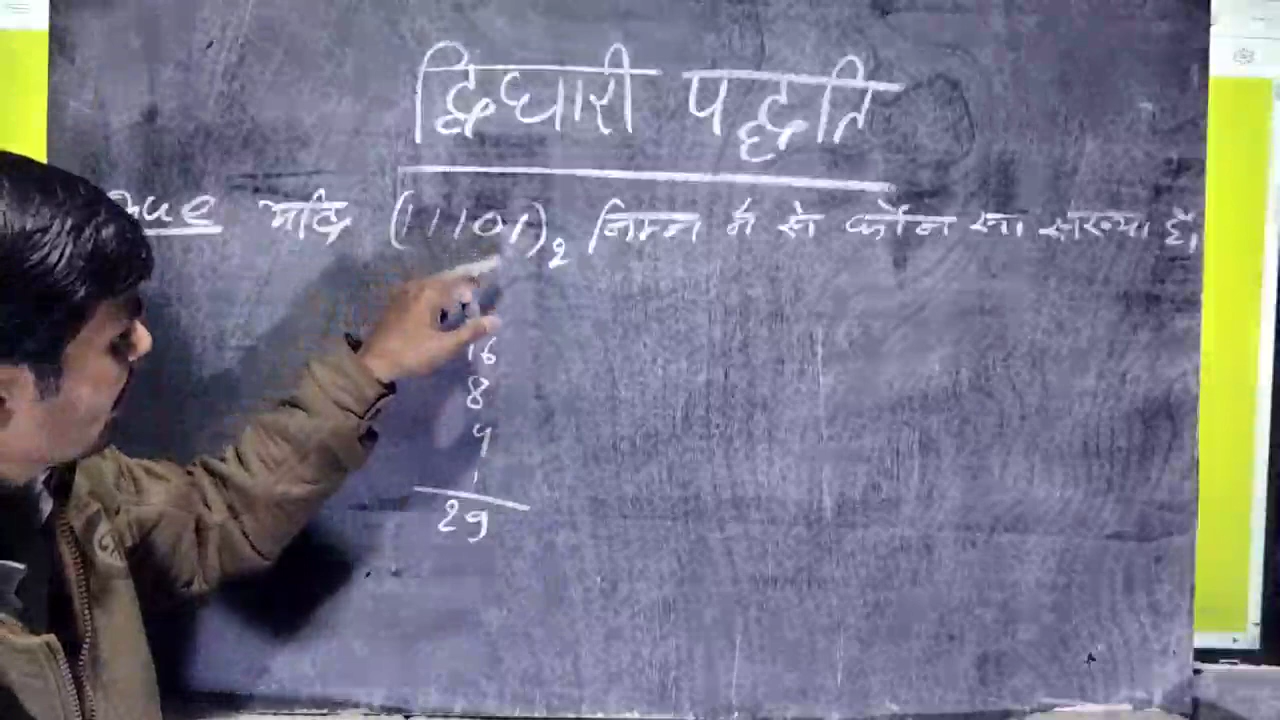 द्विधारी पद्धति
यदि (11101)₂ निम्न में से कौन सा संख्या है।
16
8
4
1
29